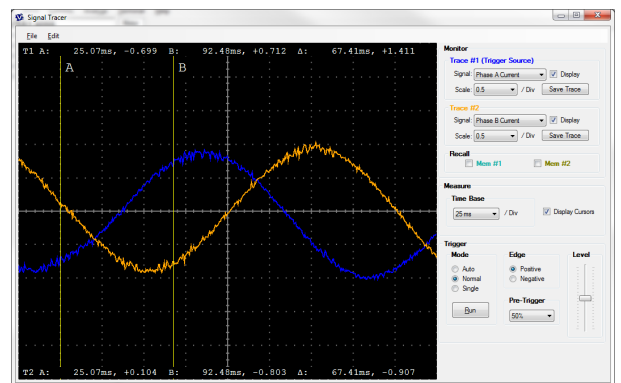 Signal Tracer
File Edit
T1 A: 25.07ms, -0.699 B: 92.48ms, +0.712 Δ: 67.41ms, +1.411
A B
T2 A: 25.07ms, +0.104 B: 92.48ms, -0.803 Δ: 67.41ms, -0.907
Monitor
Trace #1 (Trigger Source)
Signal: Phase A Current Display
Scale: 0.5 / Div Save Trace
Trace #2
Signal: Phase B Current Display
Scale: 0.5 / Div Save Trace
Recall
Mem #1 Mem #2
Measure
Time Base
25 ms / Div Display Cursors
Trigger
Mode Edge Level
Auto Positive
Normal Negative
Single
Pre-Trigger
Run 50%